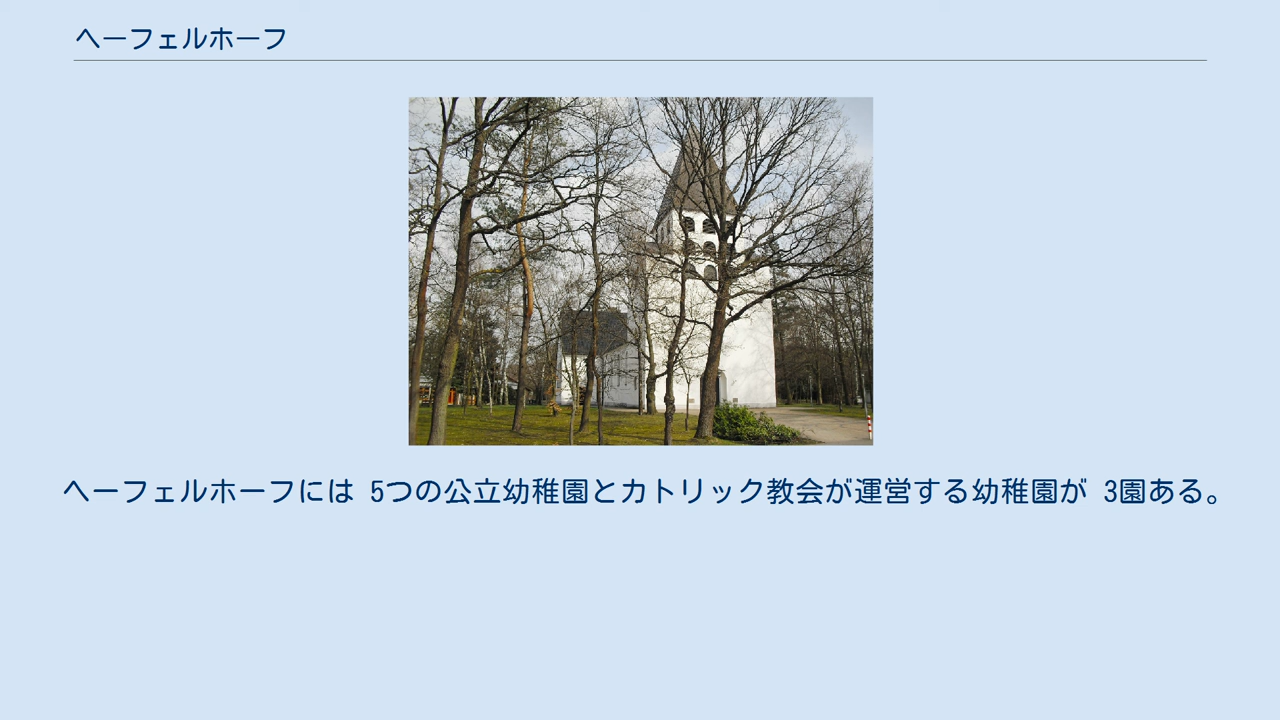 ヘーフェルホーフ
ヘーフェルホーフには 5つの公立幼稚園とカトリック教会が運営する幼稚園が 3園ある。